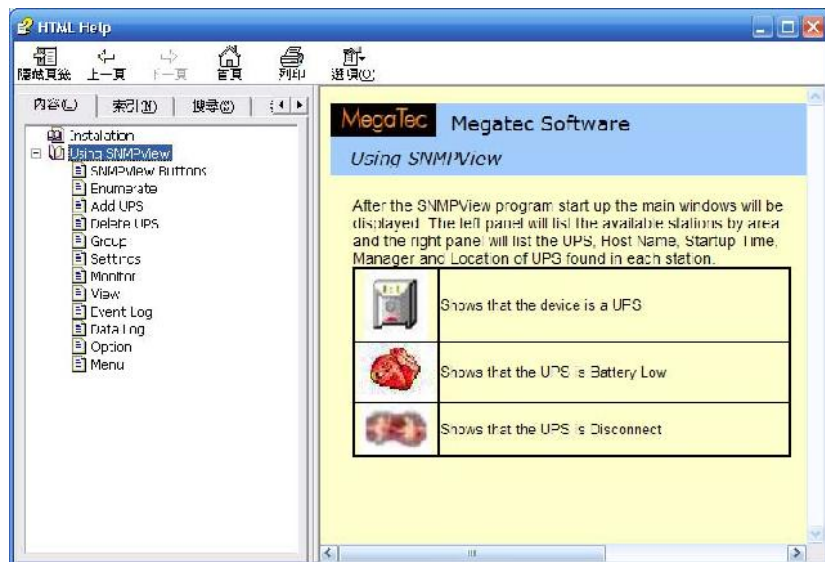 HTML Help
隱藏頁籤 上一頁 下一頁 首頁 列印 選項(O)
內容(C) 索引(N) 搜尋(S)
Installation
Using SNMPView
SNMPView Buttons
Enumerate
Add UPS
Delete UPS
Group
Settings
Monitor
View
Event Log
Data Log
Option
Menu
MegaTec Megatec Software
Using SNMPView
After the SNMPView program start up the main windows will be
displayed. The left panel will list the available stations by area
and the right panel will list the UPS, Host Name, Startup Time,
Manager and Location of UPS found in each station.
Shows that the device is a UPS
Shows that the UPS is Battery Low
Shows that the UPS is Disconnect